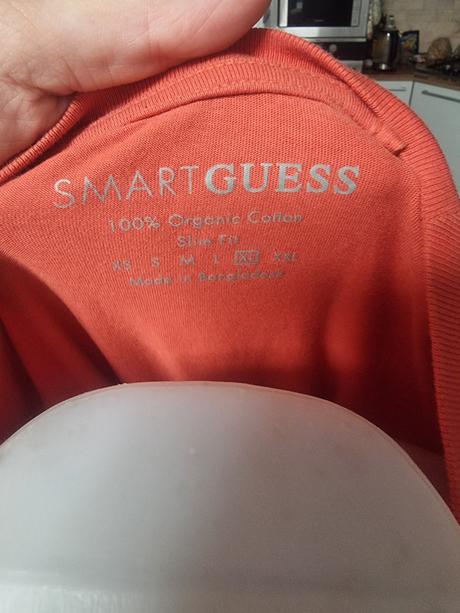 SMARTGUESS
100% Organic Cotton
Slim Fit
XS S M L XL XXL
Made in Bangladesh